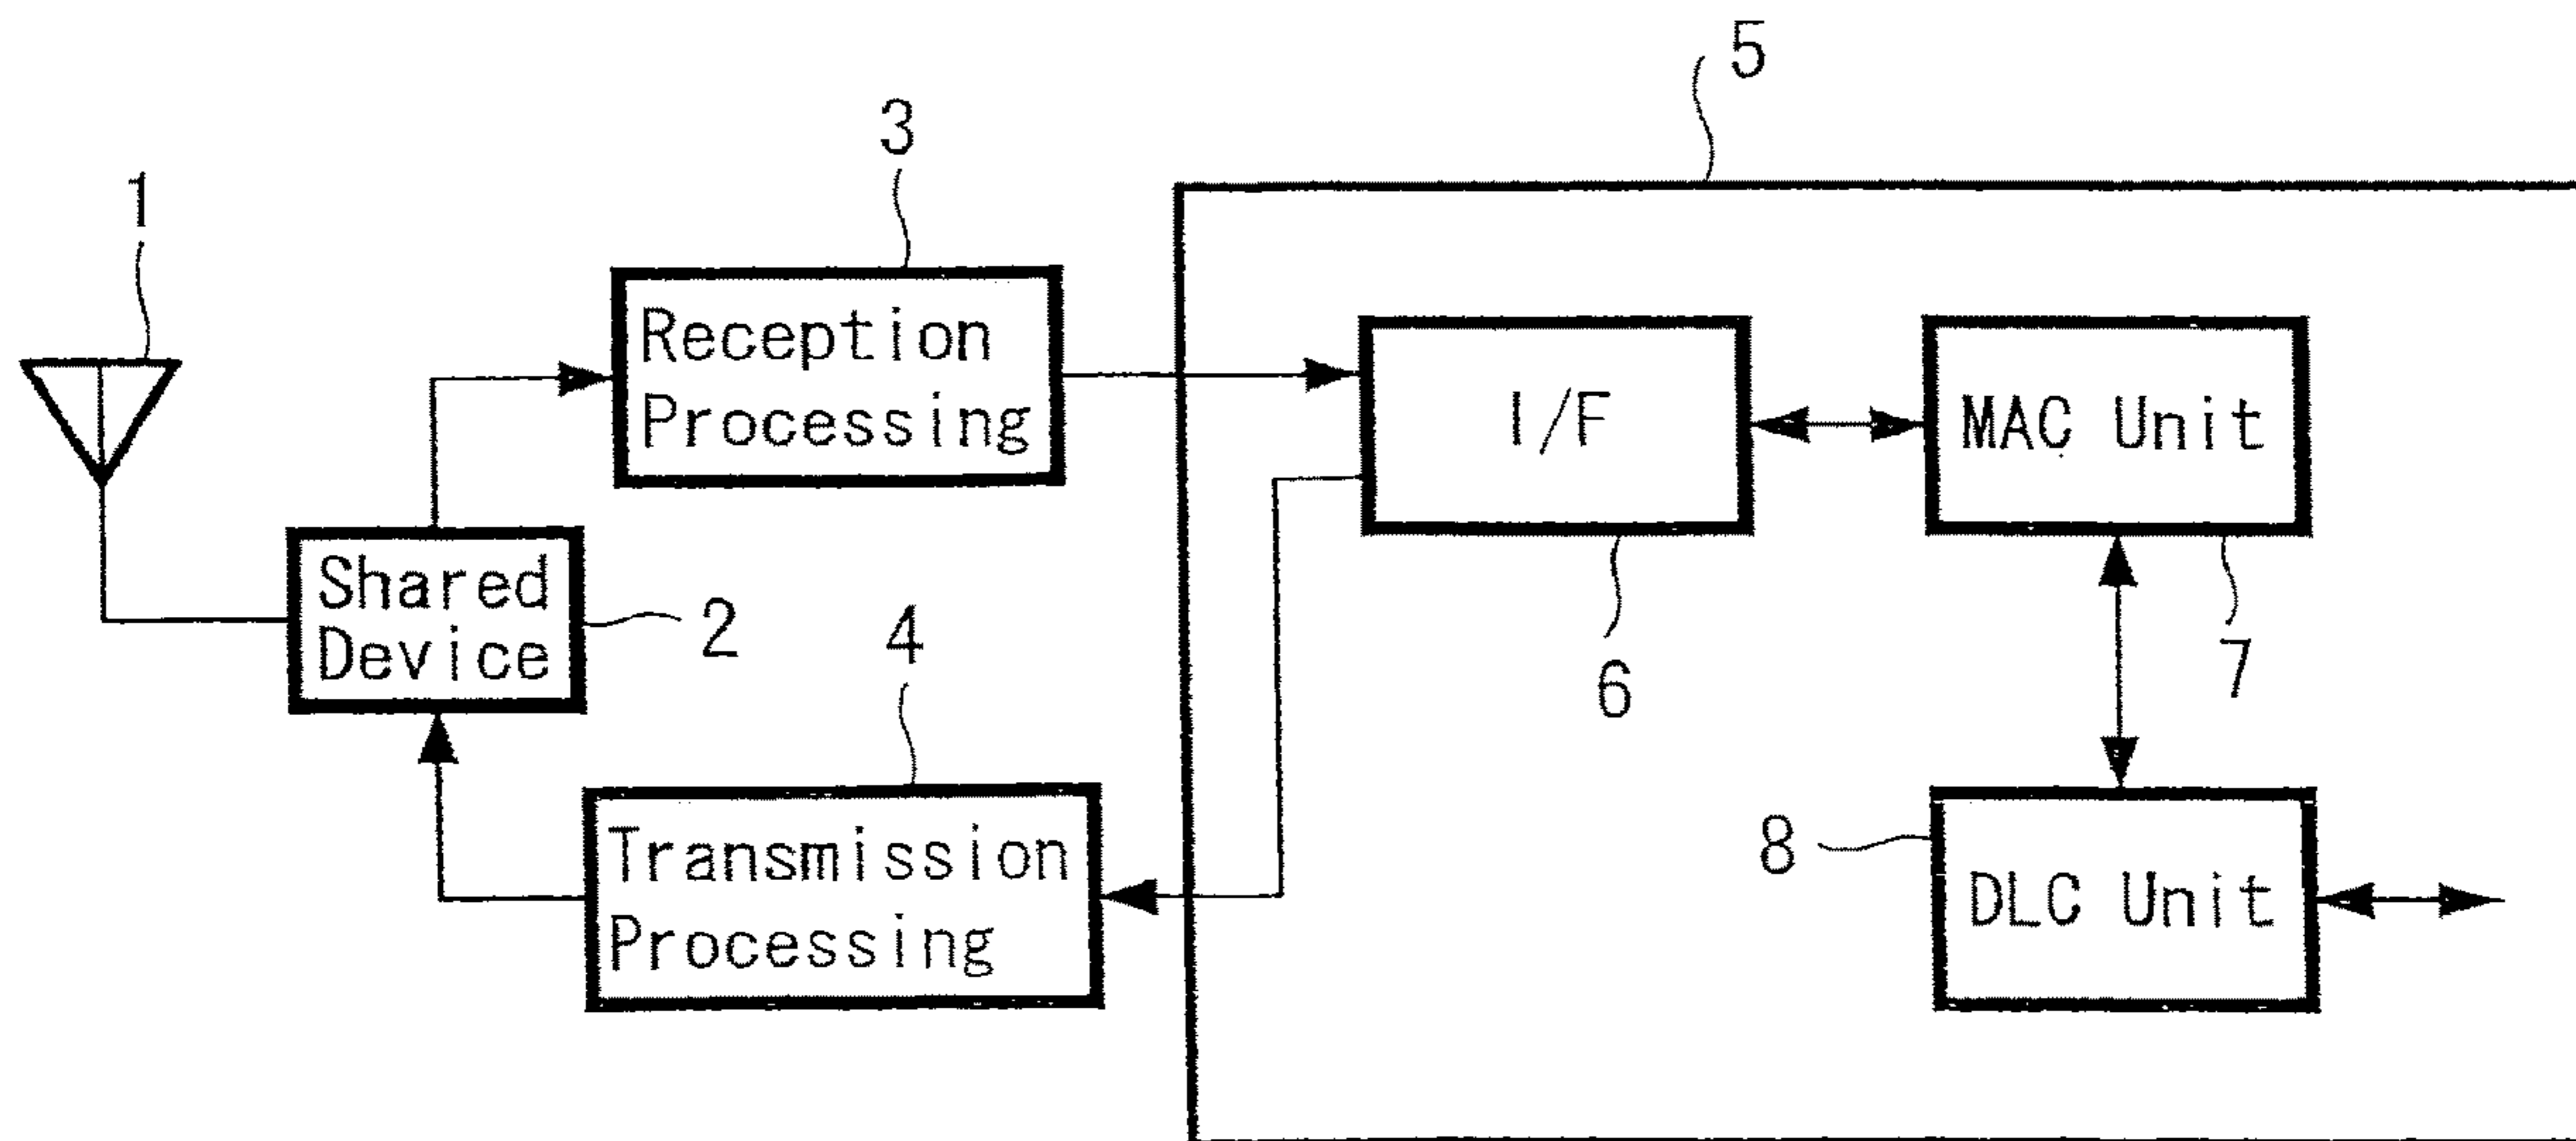 5
3
1
Reception
Processing
I/F
MAC Unit
Shared
Device
2
4
6
7
Transmission
Processing
8
DLC Unit